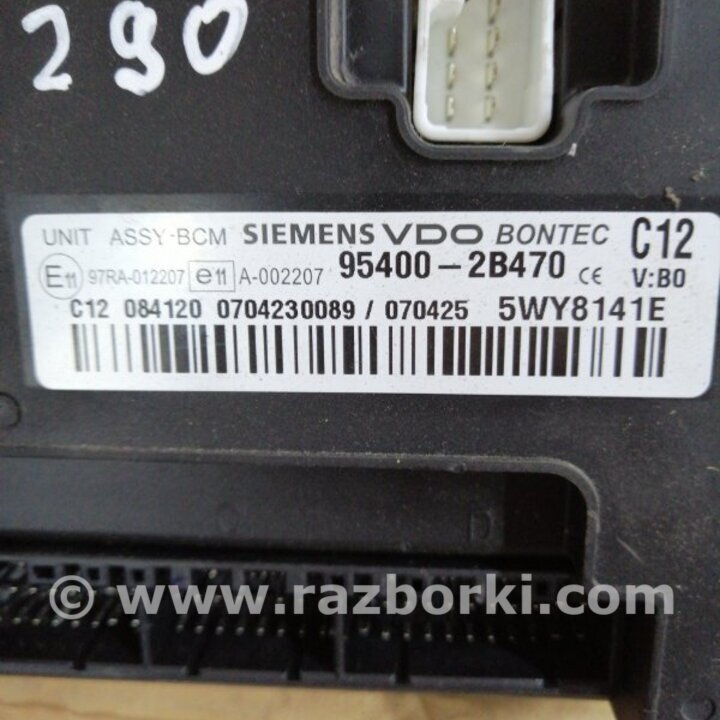 290
UNIT ASSY-BCM SIEMENS VDO BONTEC C12
E11 97RA-012207 e11 A-002207 95400-2B470 CE V:B0
C12 084120 0704230089 / 070425 5WY8141E
© www.razborki.com